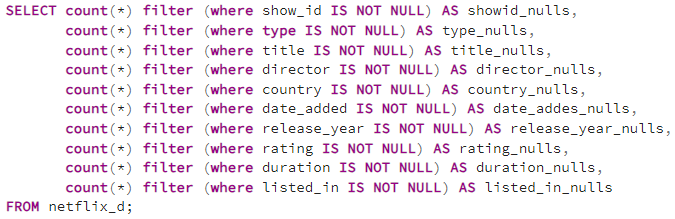 SELECT count(*) filter (where show_id IS NOT NULL) AS showid_nulls,
count(*) filter (where type IS NOT NULL) AS type_nulls,
count(*) filter (where title IS NOT NULL) AS title_nulls,
count(*) filter (where director IS NOT NULL) AS director_nulls,
count(*) filter (where country IS NOT NULL) AS country_nulls,
count(*) filter (where date_added IS NOT NULL) AS date_addes_nulls,
count(*) filter (where release_year IS NOT NULL) AS release_year_nulls,
count(*) filter (where rating IS NOT NULL) AS rating_nulls,
count(*) filter (where duration IS NOT NULL) AS duration_nulls,
count(*) filter (where listed_in IS NOT NULL) AS listed_in_nulls
FROM netflix_d;